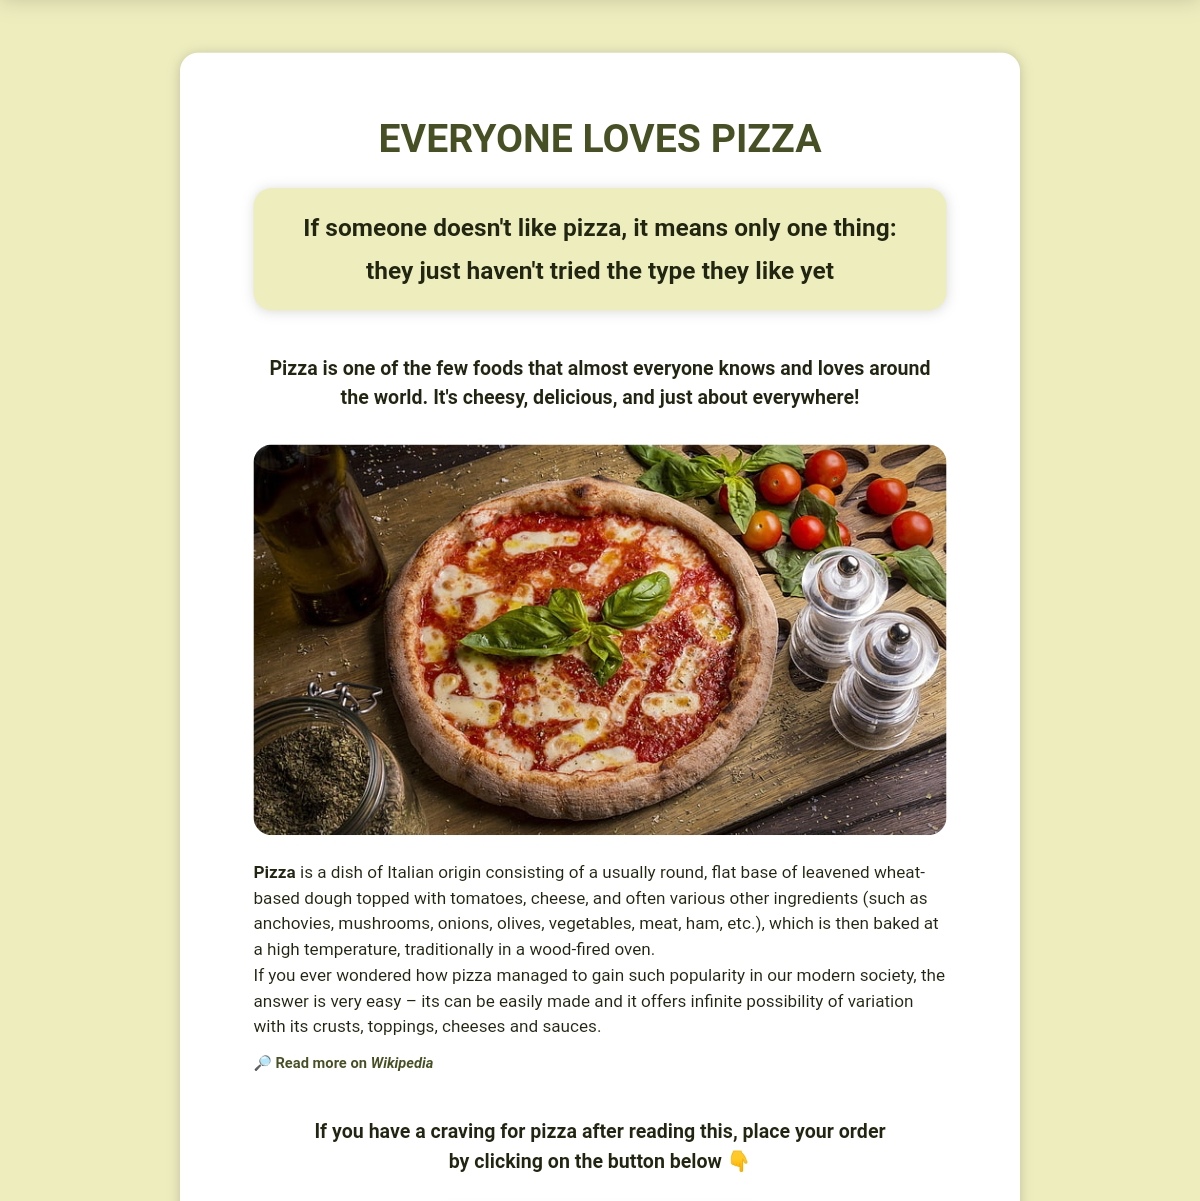 EVERYONE LOVES PIZZA
If someone doesn't like pizza, it means only one thing:
they just haven't tried the type they like yet
Pizza is one of the few foods that almost everyone knows and loves around
the world. It's cheesy, delicious, and just about everywhere!
Pizza is a dish of Italian origin consisting of a usually round, flat base of leavened wheat-
based dough topped with tomatoes, cheese, and often various other ingredients (such as
anchovies, mushrooms, onions, olives, vegetables, meat, ham, etc.), which is then baked at
a high temperature, traditionally in a wood-fired oven.
If you ever wondered how pizza managed to gain such popularity in our modern society, the
answer is very easy – its can be easily made and it offers infinite possibility of variation
with its crusts, toppings, cheeses and sauces.
🔎 Read more on Wikipedia
If you have a craving for pizza after reading this, place your order
by clicking on the button below 👇